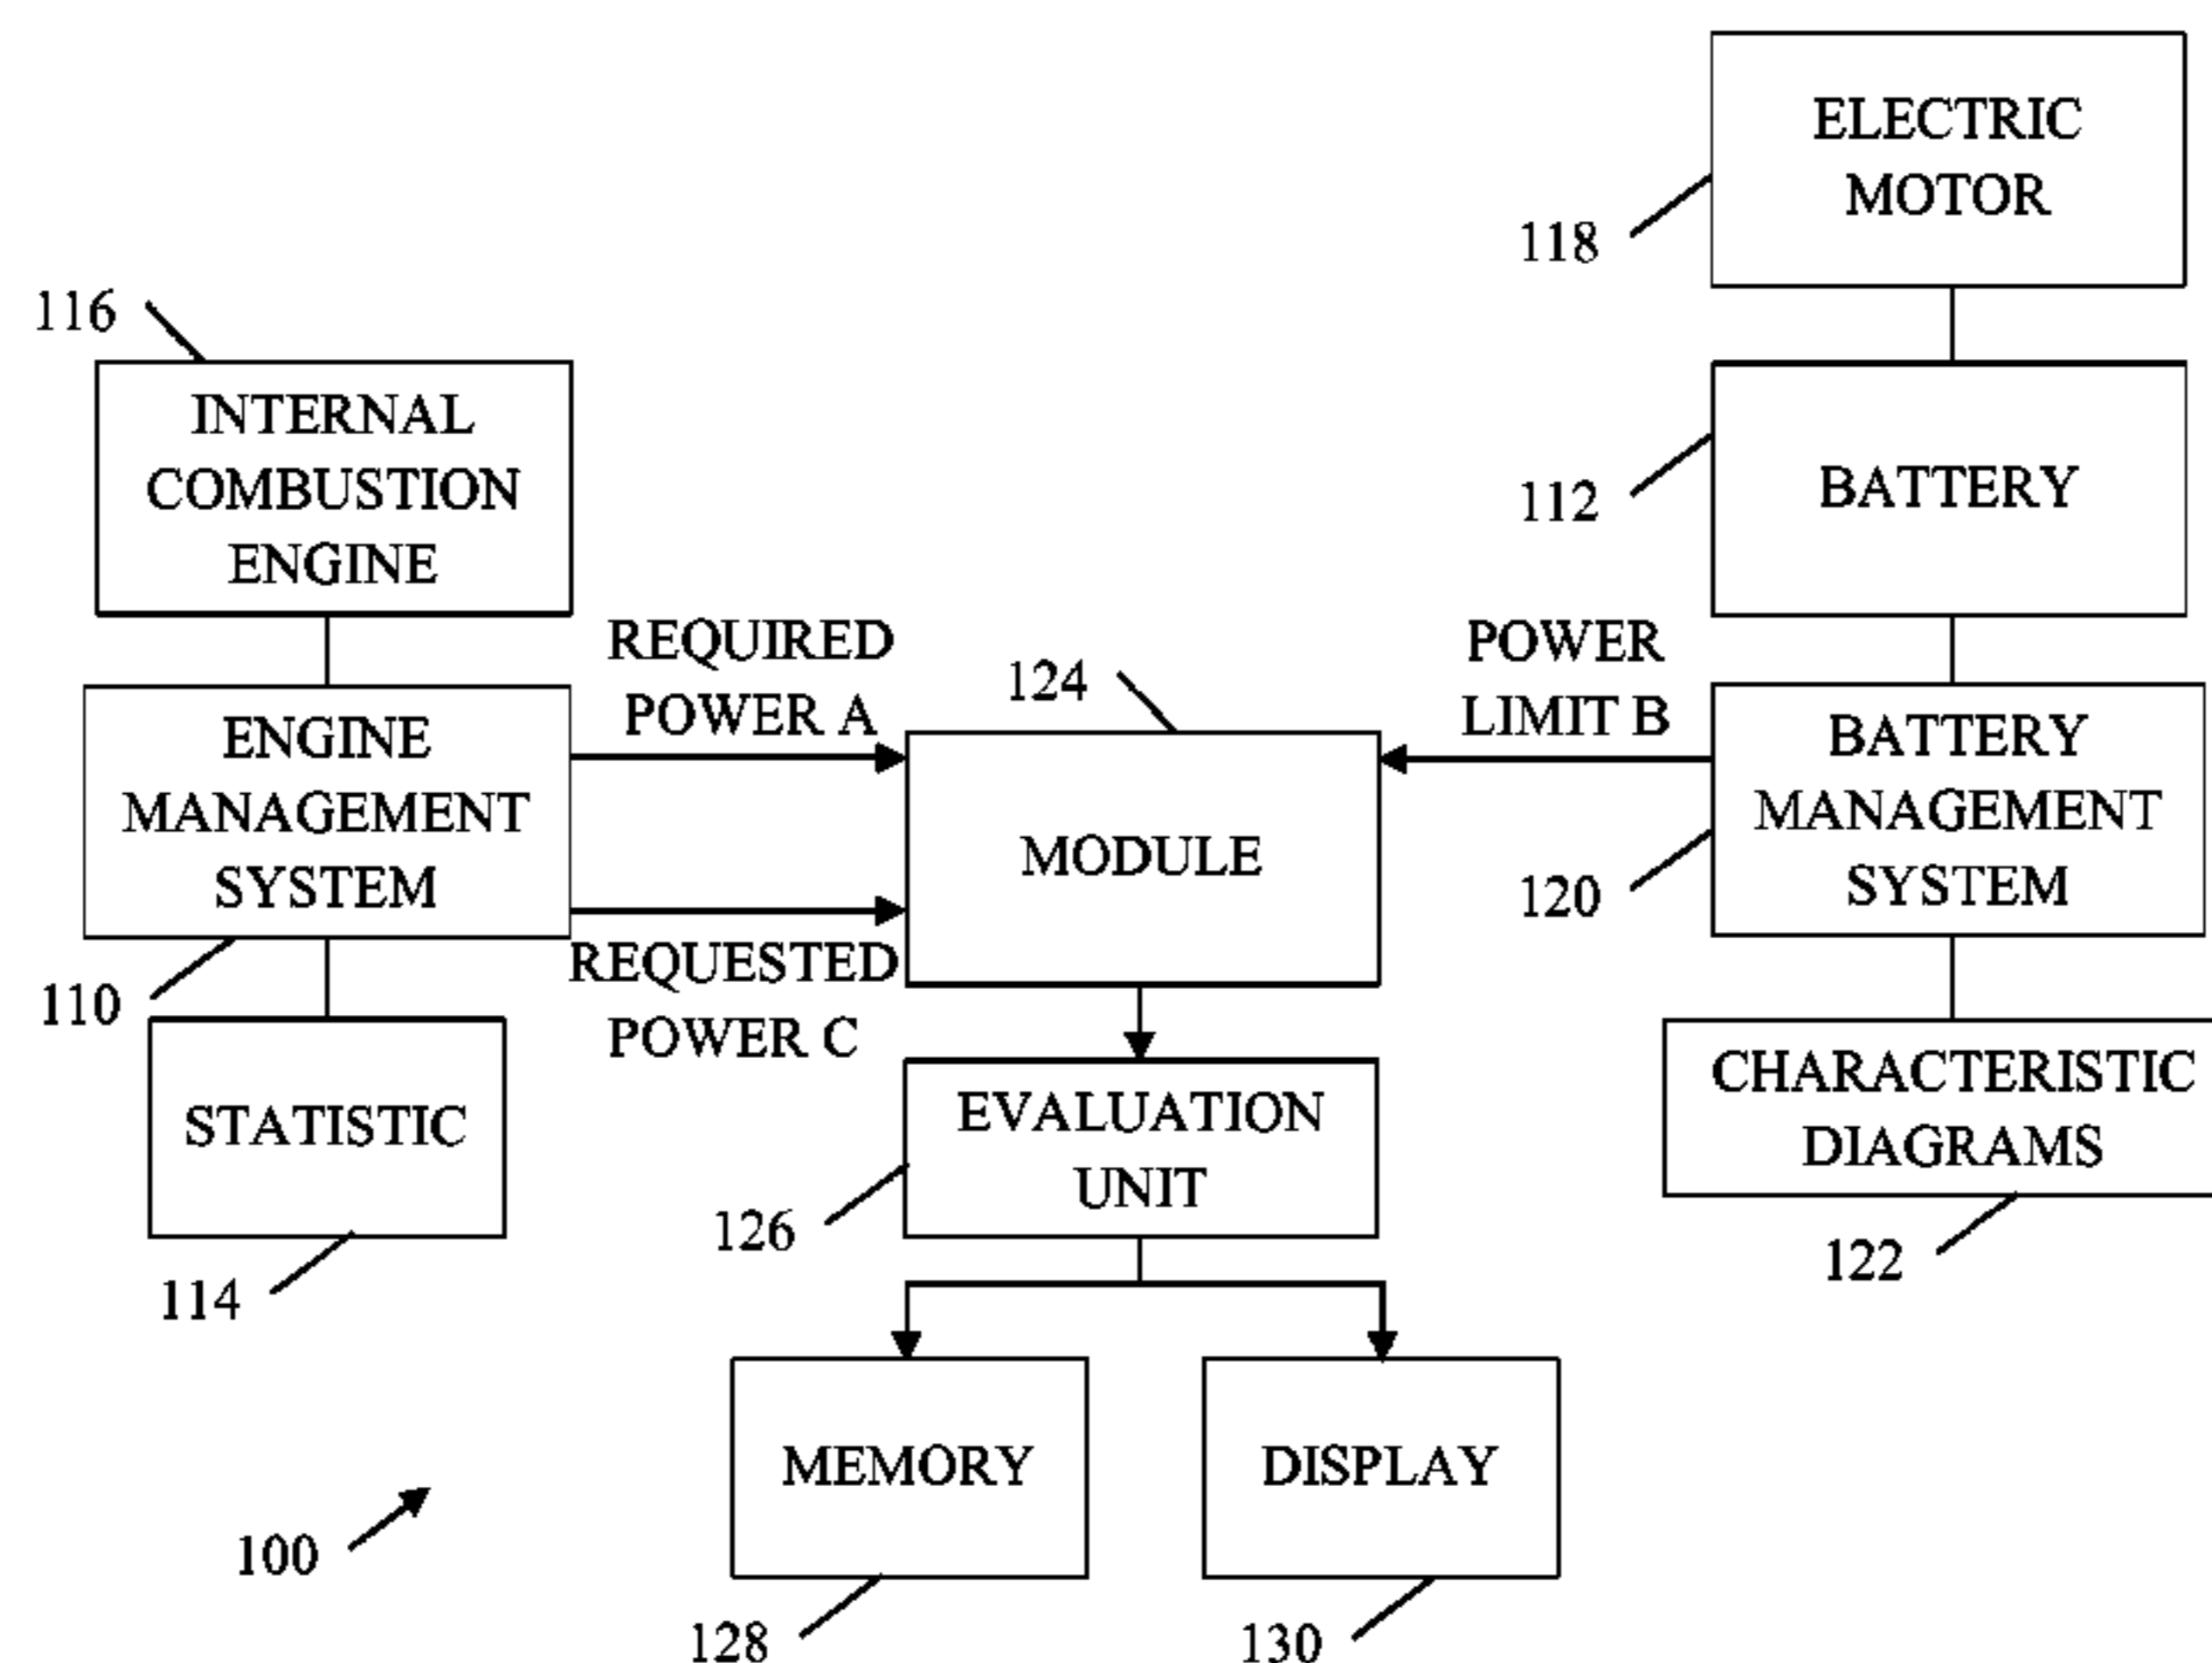 ELECTRIC
MOTOR
118
116
INTERNAL
COMBUSTION
ENGINE
BATTERY
112
REQUIRED
POWER A
124
POWER
LIMIT B
ENGINE
MANAGEMENT
SYSTEM
MODULE
BATTERY
MANAGEMENT
SYSTEM
120
110
REQUESTED
POWER C
STATISTIC
114
EVALUATION
UNIT
126
CHARACTERISTIC
DIAGRAMS
122
MEMORY
DISPLAY
100
128
130